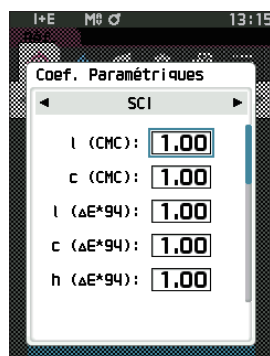 I+E M♂ 13:15
Réf.
Coef. Paramétriques
◄ SCI ►
l (CMC): 1.00
c (CMC): 1.00
l (ΔE*94): 1.00
c (ΔE*94): 1.00
h (ΔE*94): 1.00